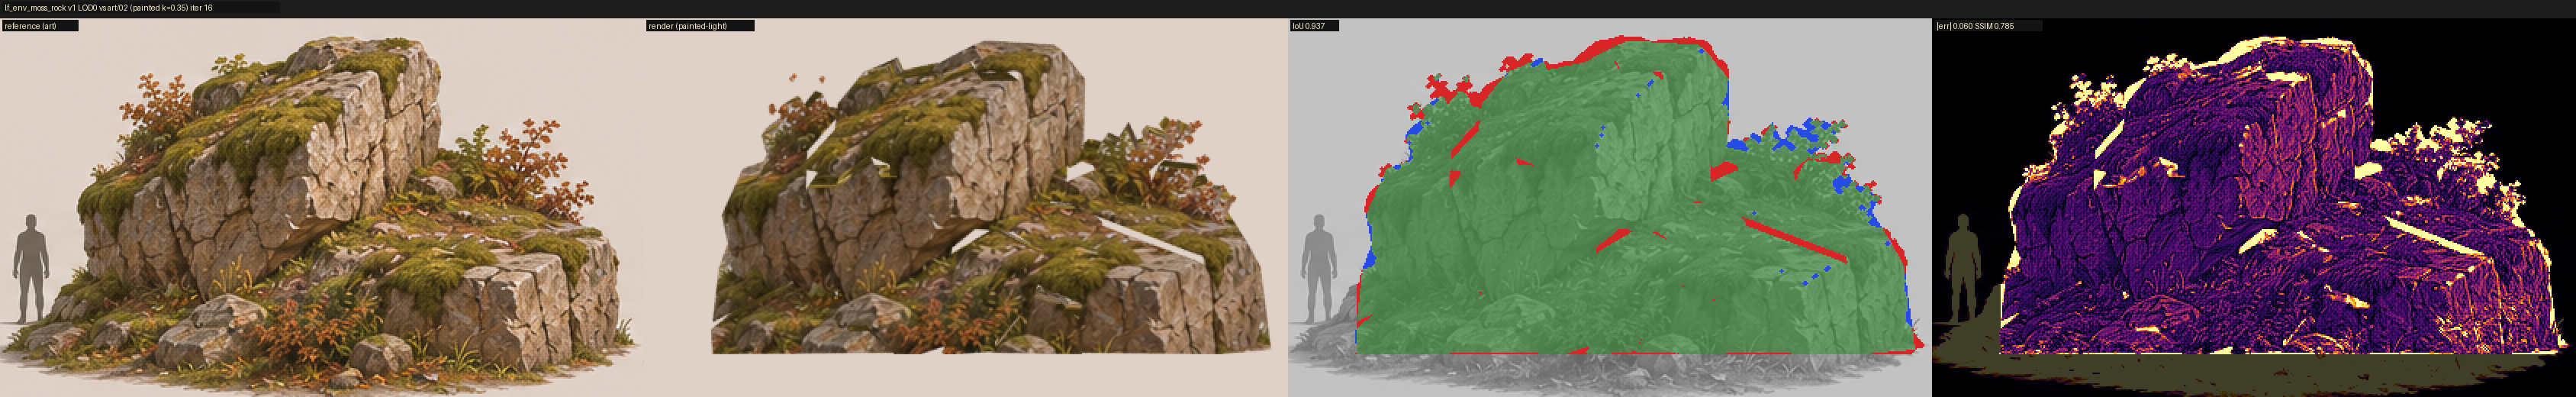 lf_env_moss_rock v1 LOD0 vs art/02 (painted k=0.35) iter 16
reference (art)
render (painted-light)
IoU 0.937
|err| 0.060 SSIM 0.785